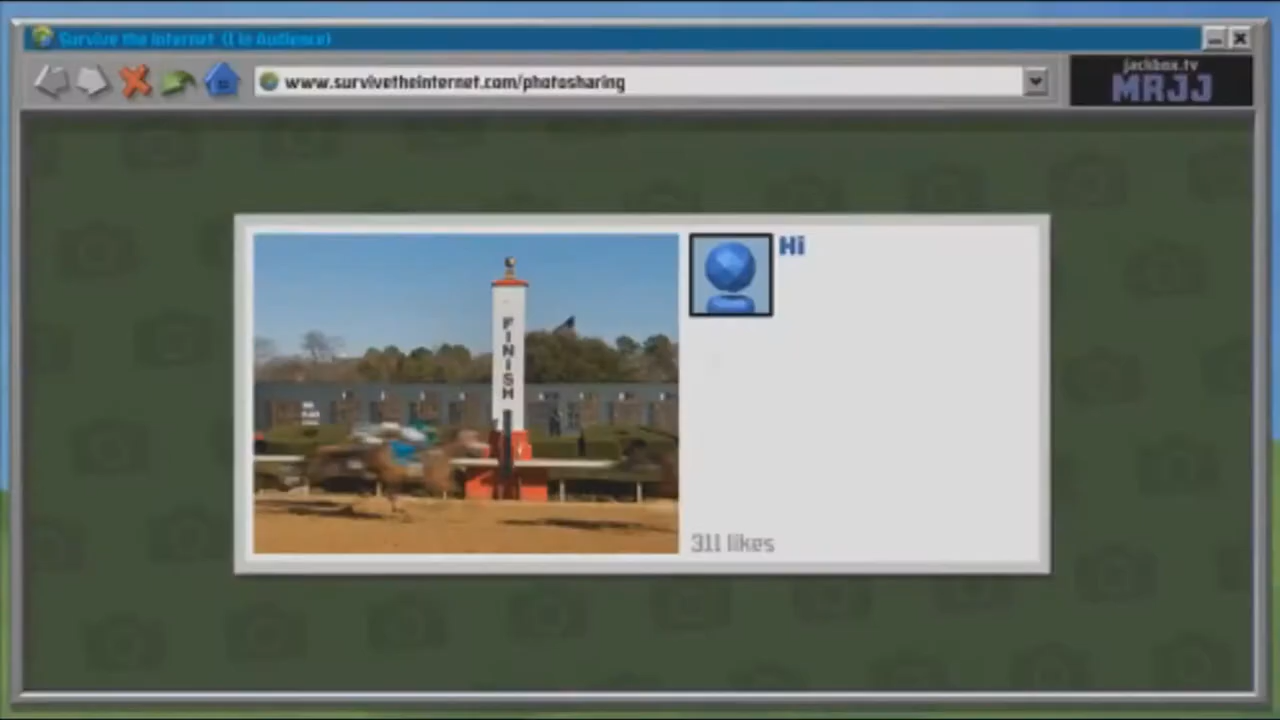 Survive the Internet (1 in Audience)
www.survivetheinternet.com/photosharing
jackbox.tv
MRJJ
Hi
FINISH
311 likes